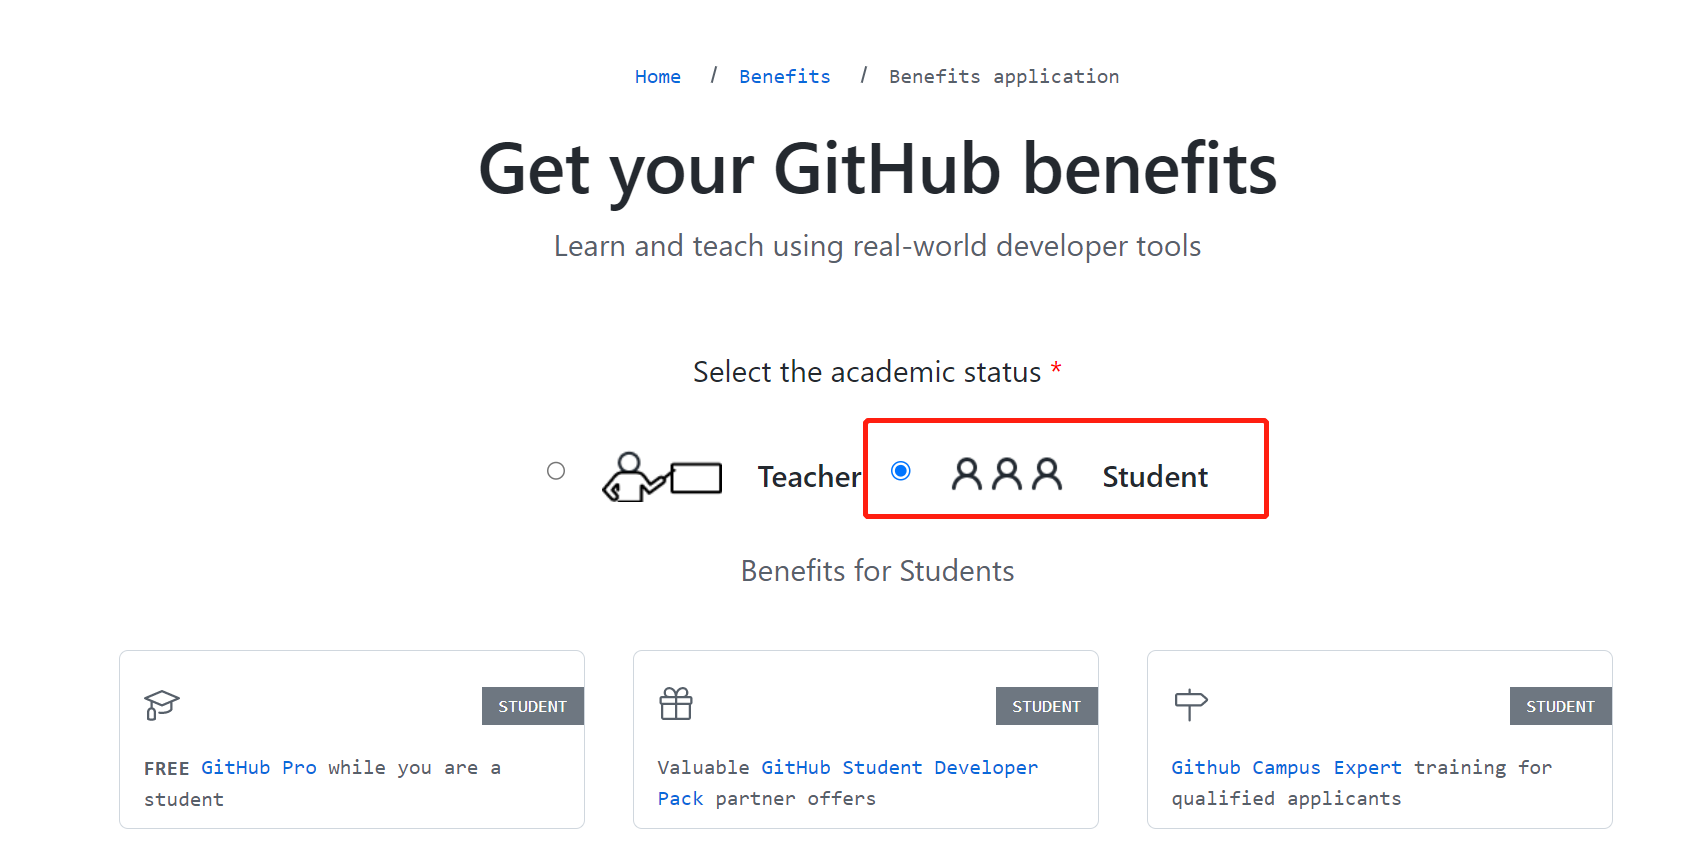 Home / Benefits / Benefits application
Get your GitHub benefits
Learn and teach using real-world developer tools
Select the academic status *
Teacher Student
Benefits for Students
STUDENT
FREE GitHub Pro while you are a
student
STUDENT
Valuable GitHub Student Developer
Pack partner offers
STUDENT
Github Campus Expert training for
qualified applicants